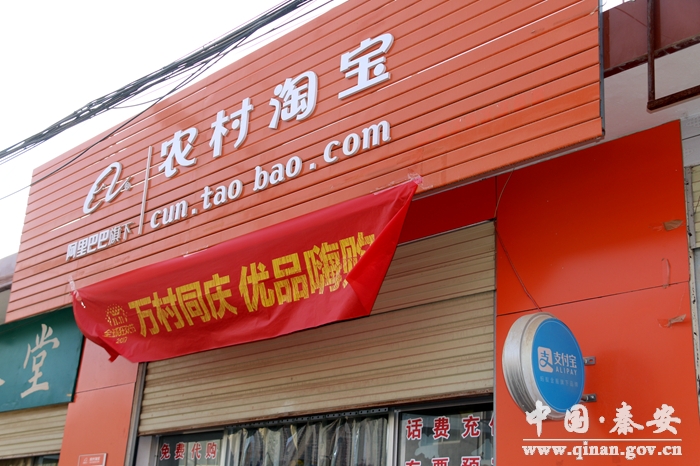 农村淘宝
cun.taobao.com
阿里巴巴旗下
万村同庆 优品嗨购
堂
支付宝
ALIPAY
免费代购
话费充值
中国·秦安
www.qinan.gov.cn